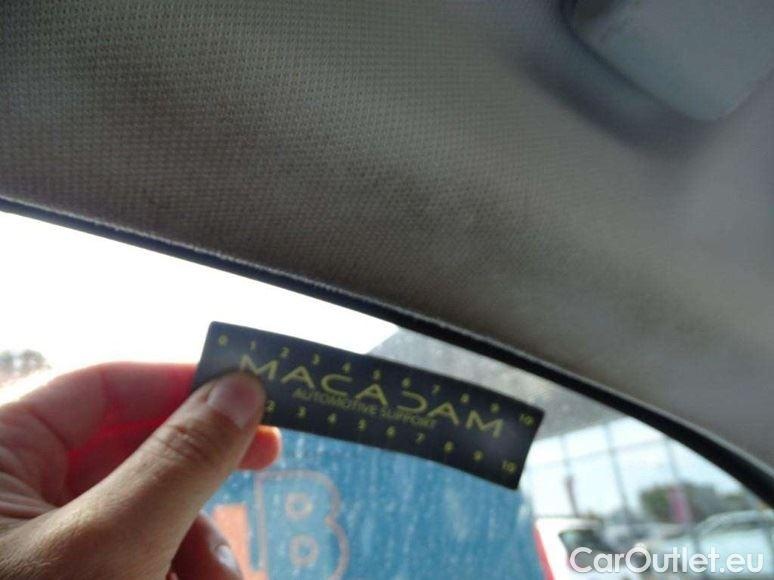 0 1 2 3 4 5 6 7 8 9 10
MACADAM
AUTOMOTIVE SUPPORT
2 3 4 5 6 7 8 9 10
B
CarOutlet.eu